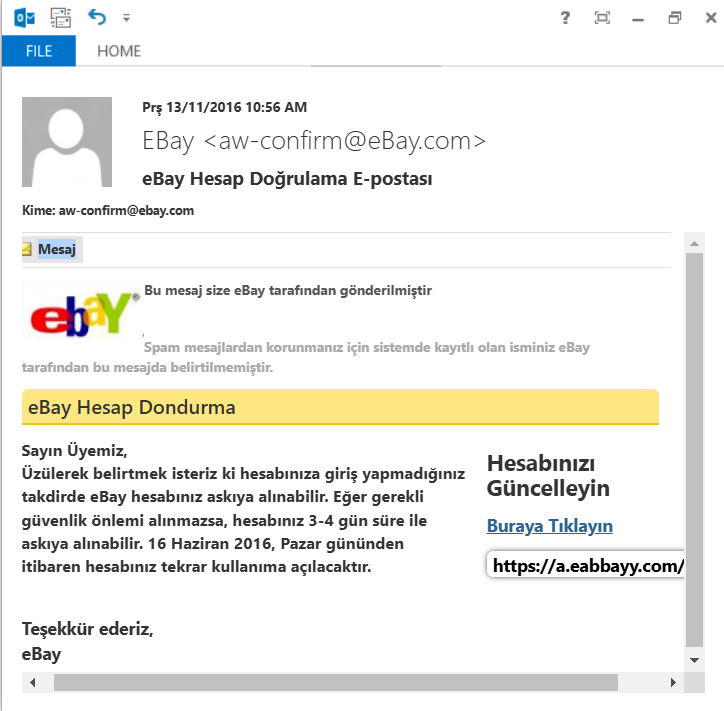 FILE HOME
Prş 13/11/2016 10:56 AM
EBay <aw-confirm@eBay.com>
eBay Hesap Doğrulama E-postası
Kime: aw-confirm@ebay.com
Mesaj
ebaY®
Bu mesaj size eBay tarafından gönderilmiştir
Spam mesajlardan korunmanız için sistemde kayıtlı olan isminiz eBay
tarafından bu mesajda belirtilmemiştir.
eBay Hesap Dondurma
Sayın Üyemiz,
Üzülerek belirtmek isteriz ki hesabınıza giriş yapmadığınız
takdirde eBay hesabınız askıya alınabilir. Eğer gerekli
güvenlik önlemi alınmazsa, hesabınız 3-4 gün süre ile
askıya alınabilir. 16 Haziran 2016, Pazar gününden
itibaren hesabınız tekrar kullanıma açılacaktır.
Hesabınızı
Güncelleyin
Buraya Tıklayın
https://a.eabbayy.com/
Teşekkür ederiz,
eBay